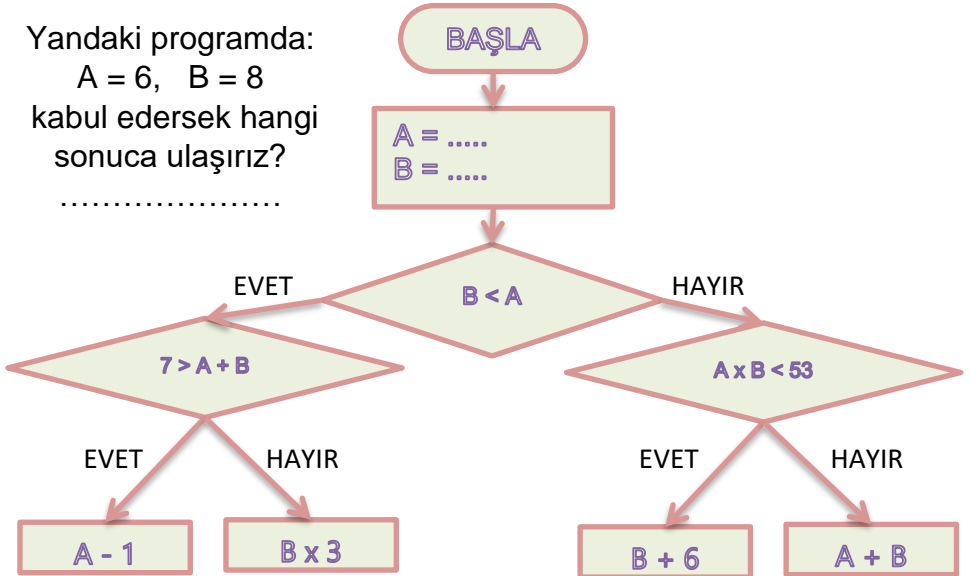 Yandaki programda:
A = 6, B = 8
kabul edersek hangi
sonuca ulaşırız?
…………………
BAŞLA
A = .....
B = .....
B < A
EVET
HAYIR
7 > A + B
A x B < 53
EVET
HAYIR
EVET
HAYIR
A - 1
B x 3
B + 6
A + B